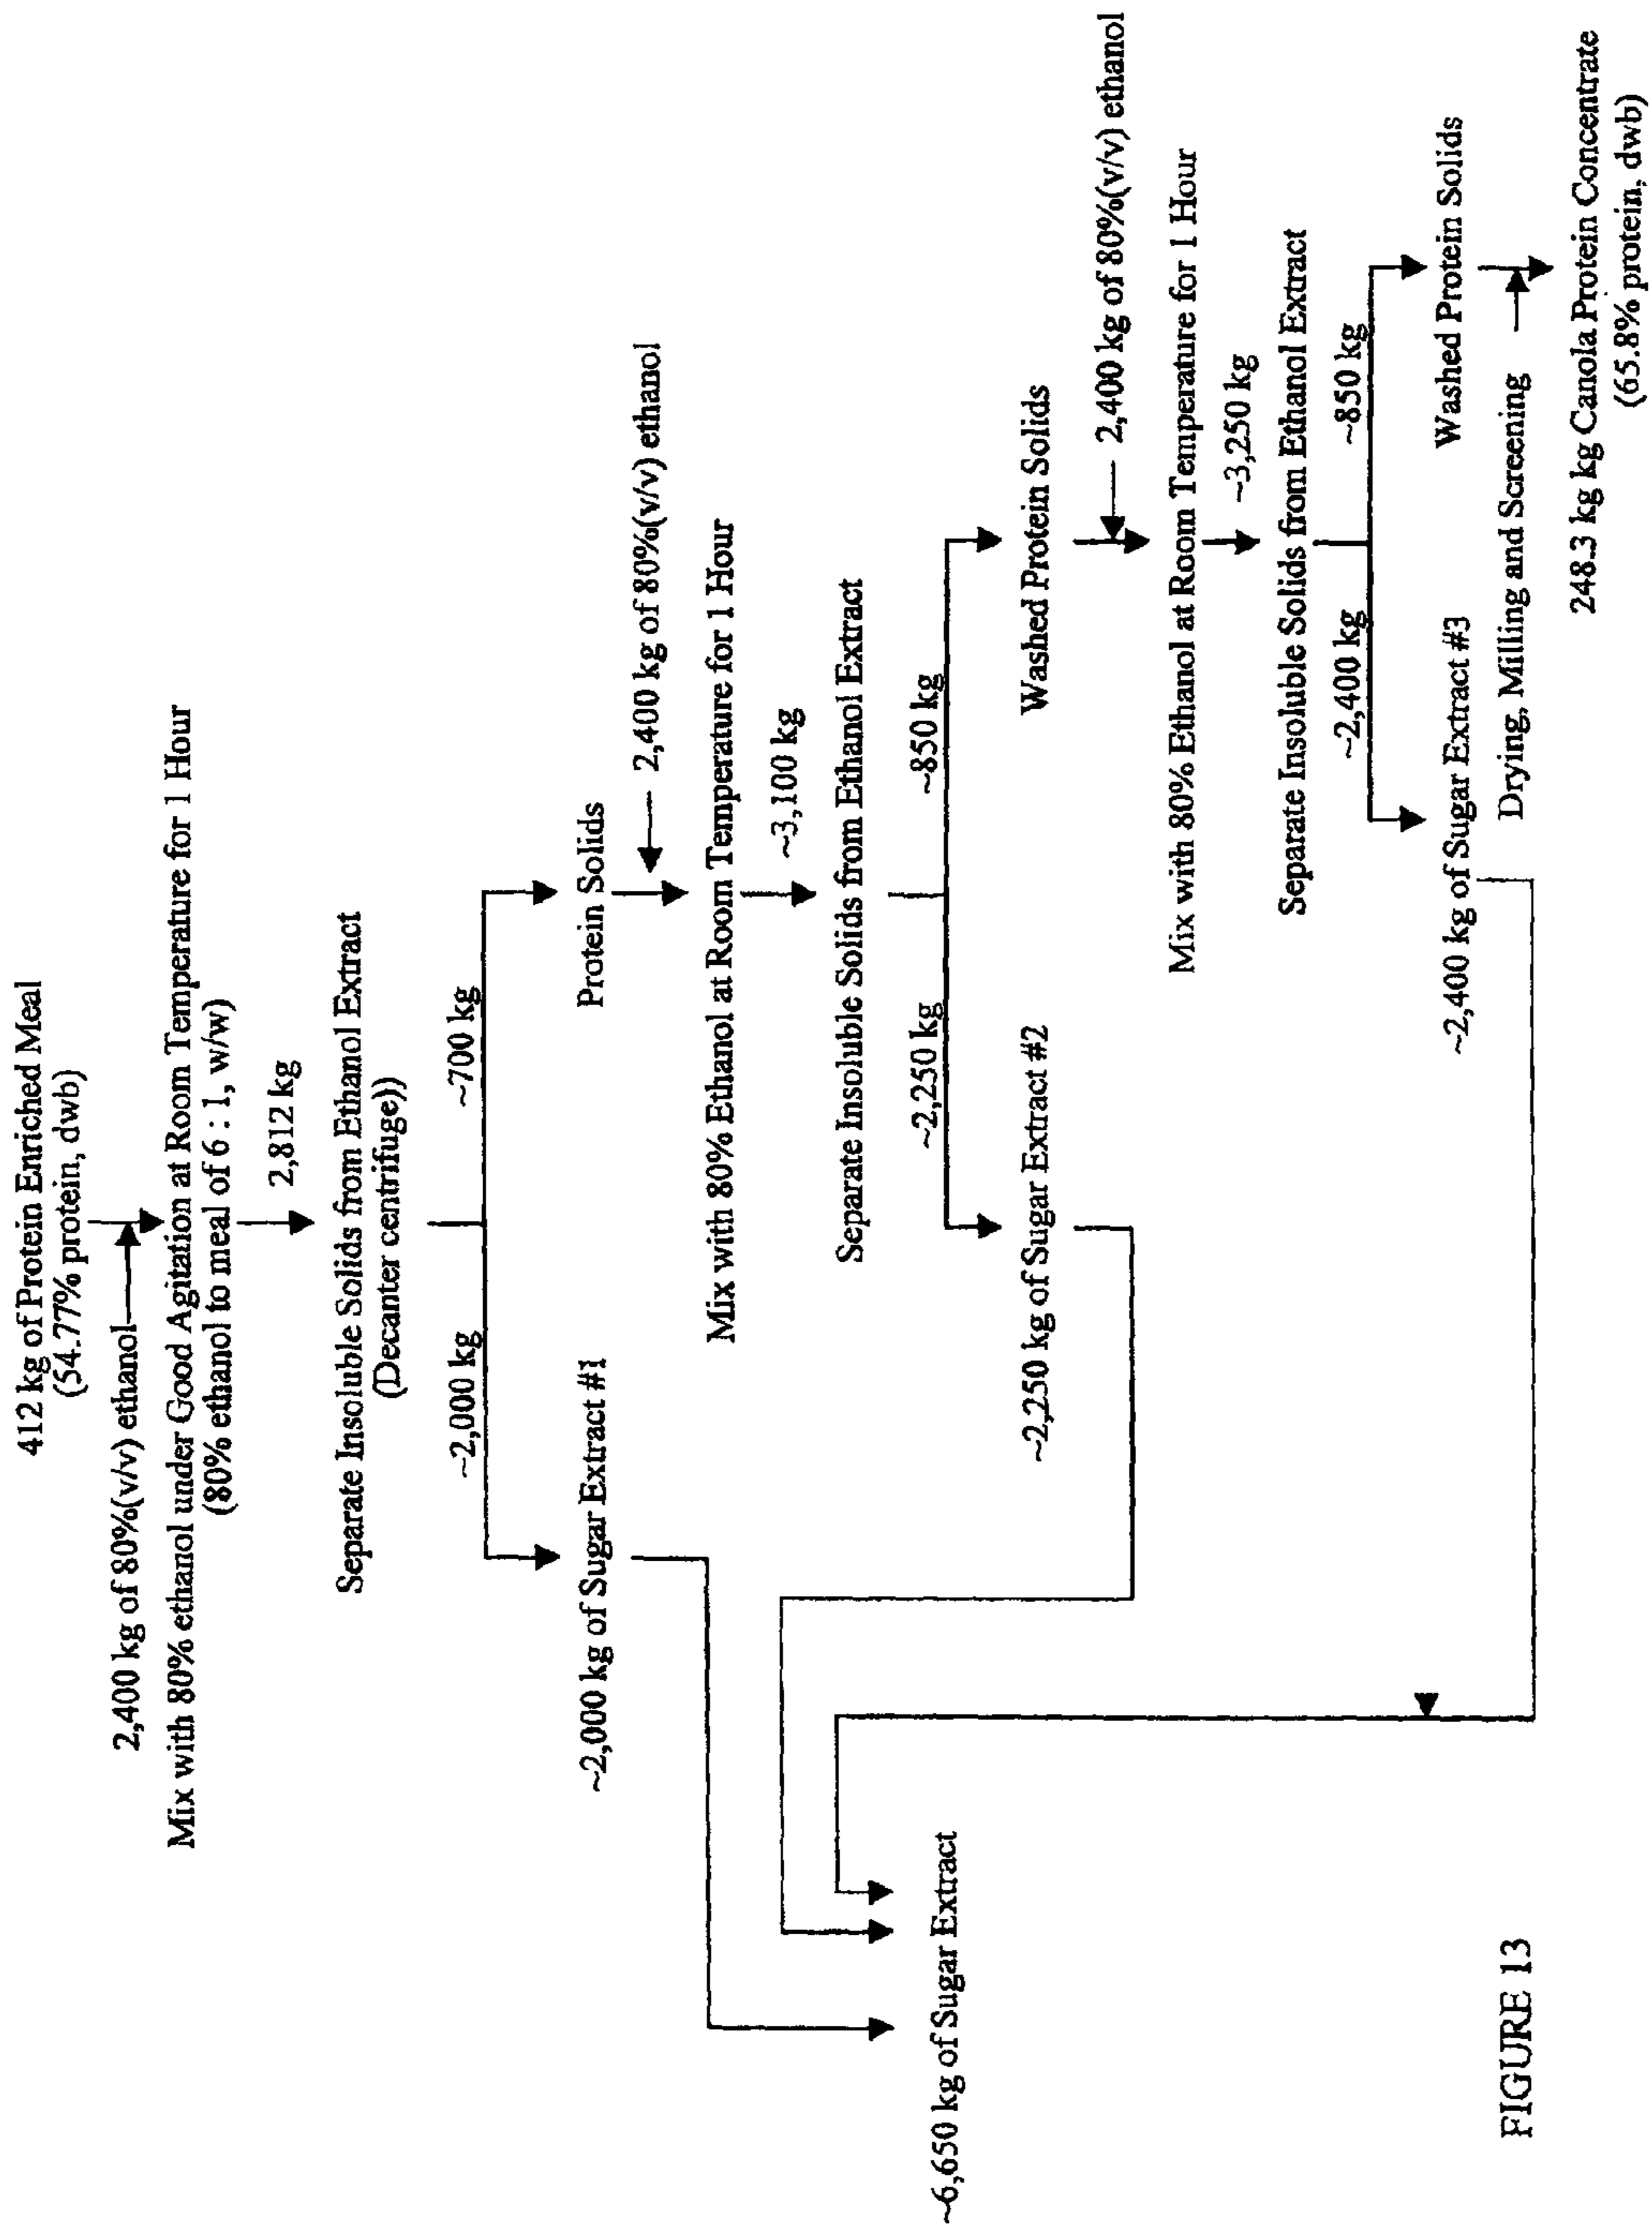 412 kg of Protein Enriched Meal
(54.77% protein, dwb)
2,400 kg of 80%(v/v) ethanol
Mix with 80% ethanol under Good Agitation at Room Temperature for 1 Hour
(80% ethanol to meal of 6 : 1, w/w)
2,812 kg
Separate Insoluble Solids from Ethanol Extract
(Decanter centrifuge))
~2,000 kg
~700 kg
~2,000 kg of Sugar Extract #1
Protein Solids
2,400 kg of 80%(v/v) ethanol
Mix with 80% Ethanol at Room Temperature for 1 Hour
~3,100 kg
Separate Insoluble Solids from Ethanol Extract
~2,250 kg
~850 kg
~6,650 kg of Sugar Extract
~2,250 kg of Sugar Extract #2
Washed Protein Solids
2,400 kg of 80%(v/v) ethanol
Mix with 80% Ethanol at Room Temperature for 1 Hour
~3,250 kg
Separate Insoluble Solids from Ethanol Extract
~2,400 kg
~850 kg
~2,400 kg of Sugar Extract #3
Washed Protein Solids
Drying, Milling and Screening
248.3 kg kg Canola Protein Concentrate
(65.8% protein, dwb)
FIGURE 13